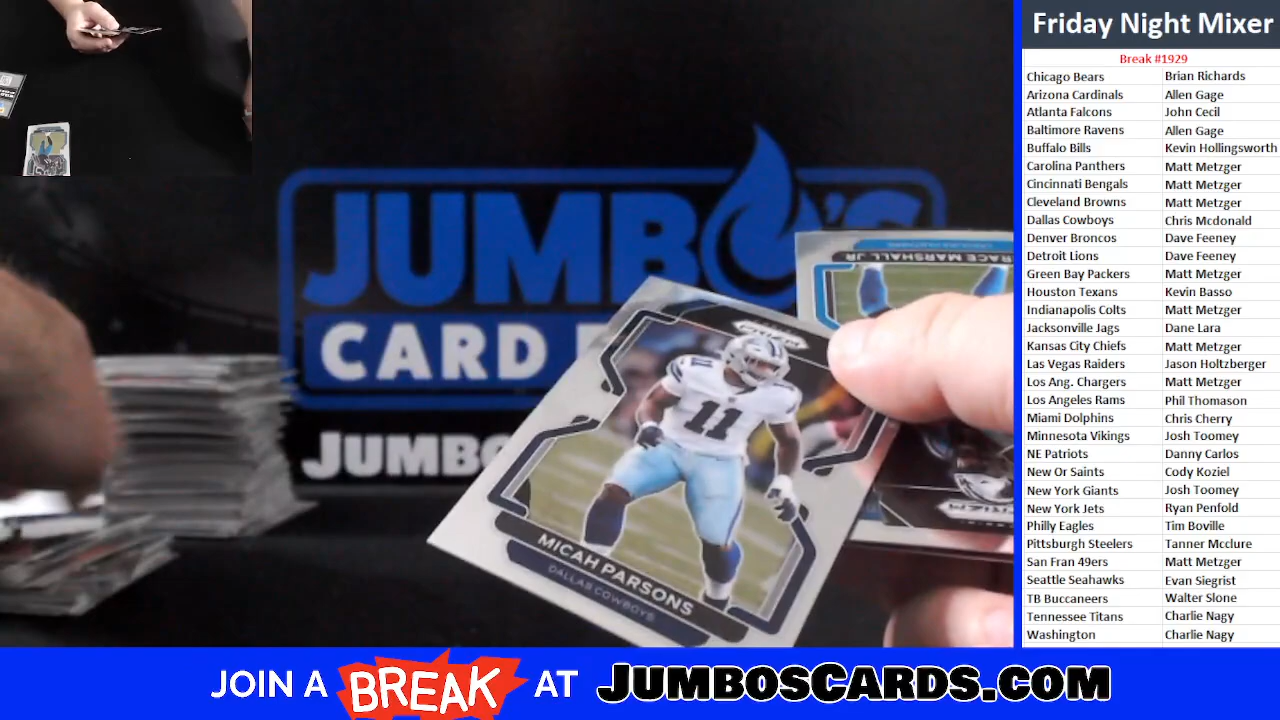 Friday Night Mixer
Break #1929
Chicago Bears Brian Richards
Arizona Cardinals Allen Gage
Atlanta Falcons John Cecil
Baltimore Ravens Allen Gage
Buffalo Bills Kevin Hollingsworth
Carolina Panthers Matt Metzger
Cincinnati Bengals Matt Metzger
Cleveland Browns Matt Metzger
Dallas Cowboys Chris Mcdonald
Denver Broncos Dave Feeney
Detroit Lions Dave Feeney
Green Bay Packers Matt Metzger
Houston Texans Kevin Basso
Indianapolis Colts Matt Metzger
Jacksonville Jags Dane Lara
Kansas City Chiefs Matt Metzger
Las Vegas Raiders Jason Holtzberger
Los Ang. Chargers Matt Metzger
Los Angeles Rams Phil Thomason
Miami Dolphins Chris Cherry
Minnesota Vikings Josh Toomey
NE Patriots Danny Carlos
New Or Saints Cody Koziel
New York Giants Josh Toomey
New York Jets Ryan Penfold
Philly Eagles Tim Boville
Pittsburgh Steelers Tanner Mcclure
San Fran 49ers Matt Metzger
Seattle Seahawks Evan Siegrist
TB Buccaneers Walter Slone
Tennessee Titans Charlie Nagy
Washington Charlie Nagy
JUMBO'S
CARD
JUMBO
RACE MARSHALL JR
PRIZM
11
MICAH PARSONS
DALLAS COWBOYS
PRIZM
JOIN A BREAK AT JUMBOSCARDS.COM